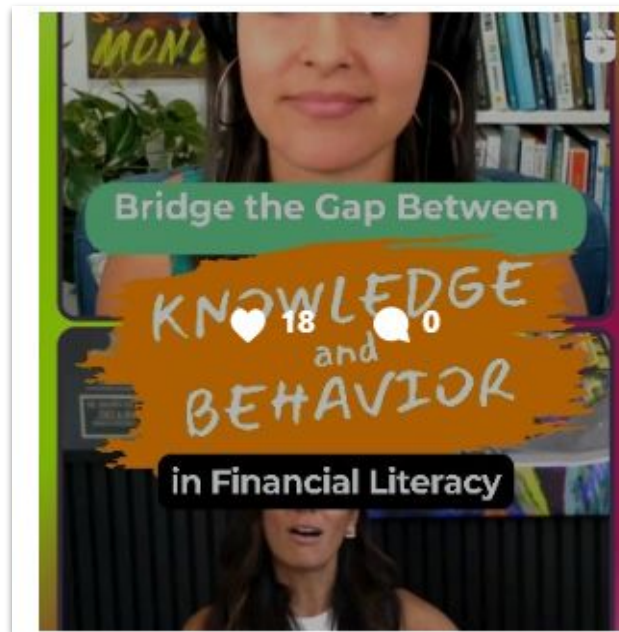 MONE
Bridge the Gap Between
KNOWLEDGE
18 0
and
BEHAVIOR
in Financial Literacy